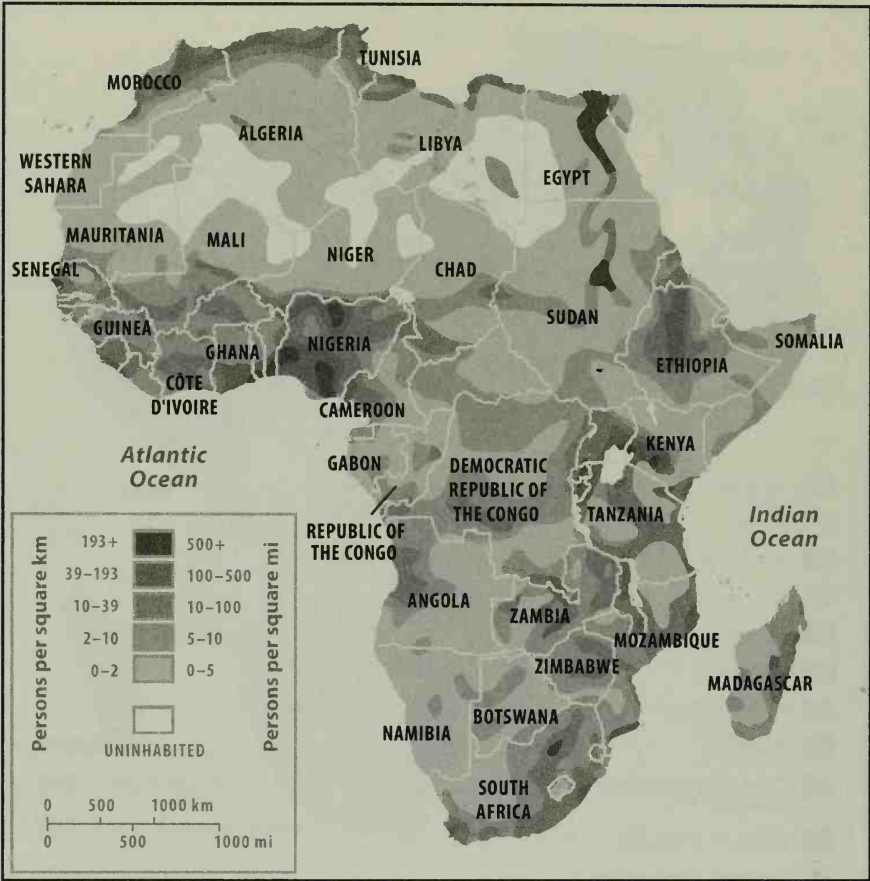 TUNISIA
MOROCCO
ALGERIA
LIBYA
WESTERN
SAHARA
EGYPT
MAURITANIA
MALI
NIGER
CHAD
SENEGAL
SUDAN
GUINEA
GHANA
NIGERIA
SOMALIA
ETHIOPIA
CÔTE
D'IVOIRE
CAMEROON
KENYA
Atlantic
Ocean
GABON
DEMOCRATIC
REPUBLIC OF
THE CONGO
TANZANIA
Indian
Ocean
REPUBLIC OF
THE CONGO
ANGOLA
ZAMBIA
MOZAMBIQUE
ZIMBABWE
MADAGASCAR
BOTSWANA
NAMIBIA
SOUTH
AFRICA
Persons per square km
193+ 500+
39–193 100–500
10–39 10–100
2–10 5–10
0–2 0–5
Persons per square mi
UNINHABITED
0 500 1000 km
0 500 1000 mi